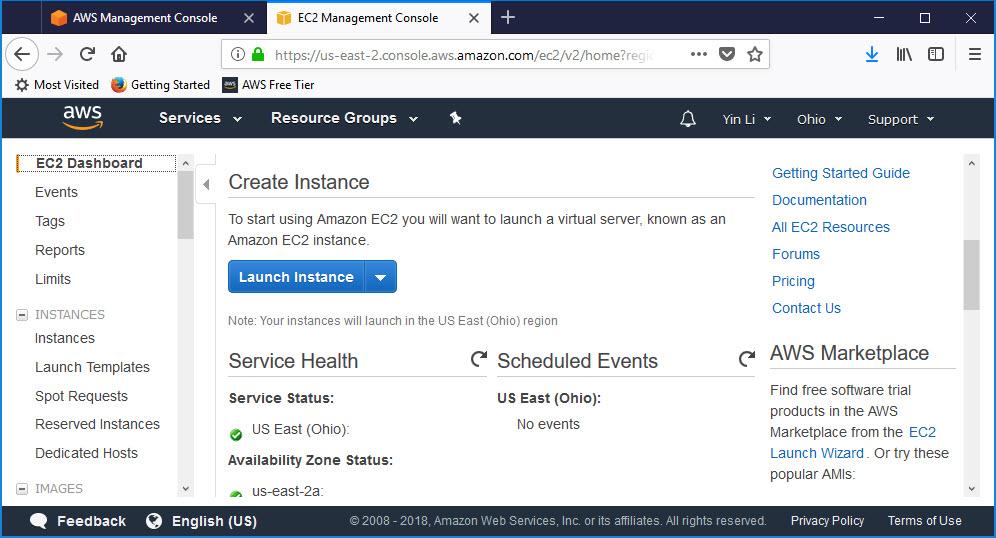 AWS Management Console
EC2 Management Console
https://us-east-2.console.aws.amazon.com/ec2/v2/home?regio
Most Visited
Getting Started
AWS Free Tier
aws
Services
Resource Groups
Yin Li
Ohio
Support
EC2 Dashboard
Events
Tags
Reports
Limits
INSTANCES
Instances
Launch Templates
Spot Requests
Reserved Instances
Dedicated Hosts
IMAGES
Create Instance
To start using Amazon EC2 you will want to launch a virtual server, known as an
Amazon EC2 instance.
Launch Instance
Note: Your instances will launch in the US East (Ohio) region
Service Health
Service Status:
US East (Ohio):
Availability Zone Status:
us-east-2a:
Scheduled Events
US East (Ohio):
No events
Getting Started Guide
Documentation
All EC2 Resources
Forums
Pricing
Contact Us
AWS Marketplace
Find free software trial
products in the AWS
Marketplace from the EC2
Launch Wizard. Or try these
popular AMIs:
Feedback
English (US)
© 2008 - 2018, Amazon Web Services, Inc. or its affiliates. All rights reserved.
Privacy Policy
Terms of Use